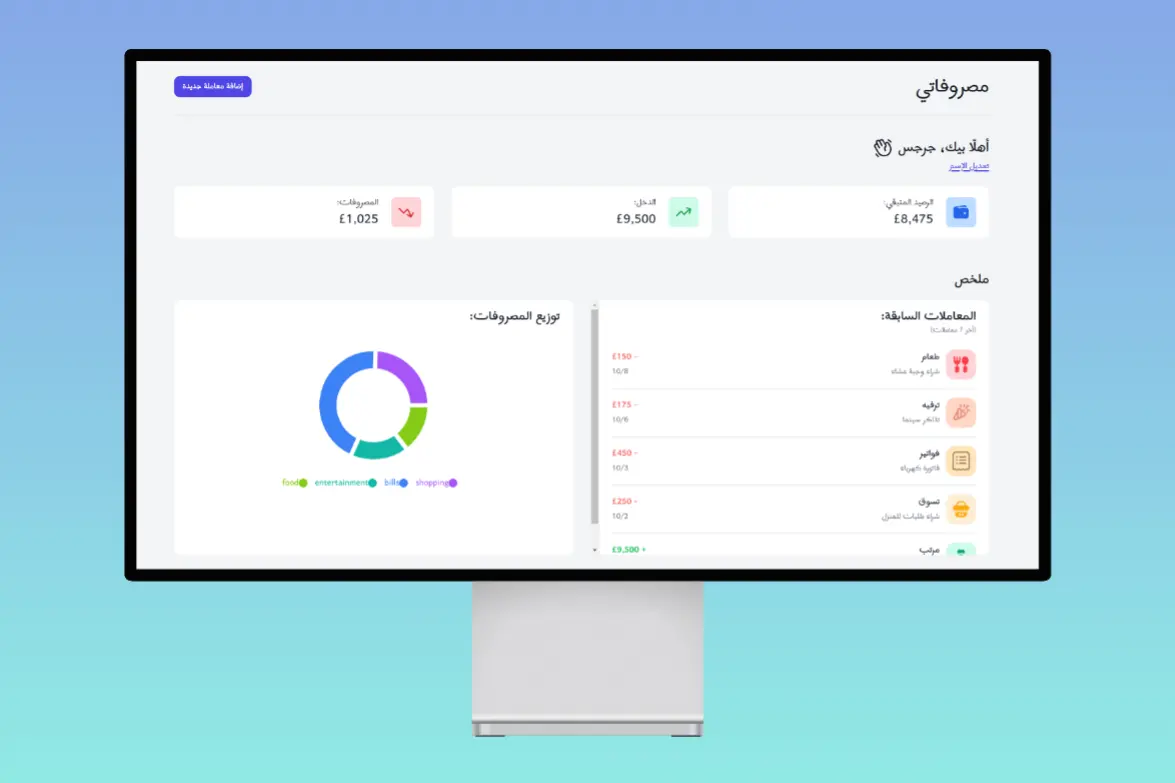 مصروفاتي
إضافة معاملة جديدة
أهلًا بيك، جرجس
تعديل الإسم
الرصيد المتبقي:
£8,475
الدخل:
£9,500
المصروفات:
£1,025
ملخص
المعاملات السابقة:
(آخر 7 معاملات)
طعام
£150 -
شراء وجبة عشاء
10/8
ترفيه
£175 -
تذاكر سينما
10/6
فواتير
£450 -
فاتورة كهرباء
10/3
تسوق
£250 -
شراء طلبات للمنزل
10/2
مرتب
£9,500 +
توزيع المصروفات:
food entertainment bills shopping